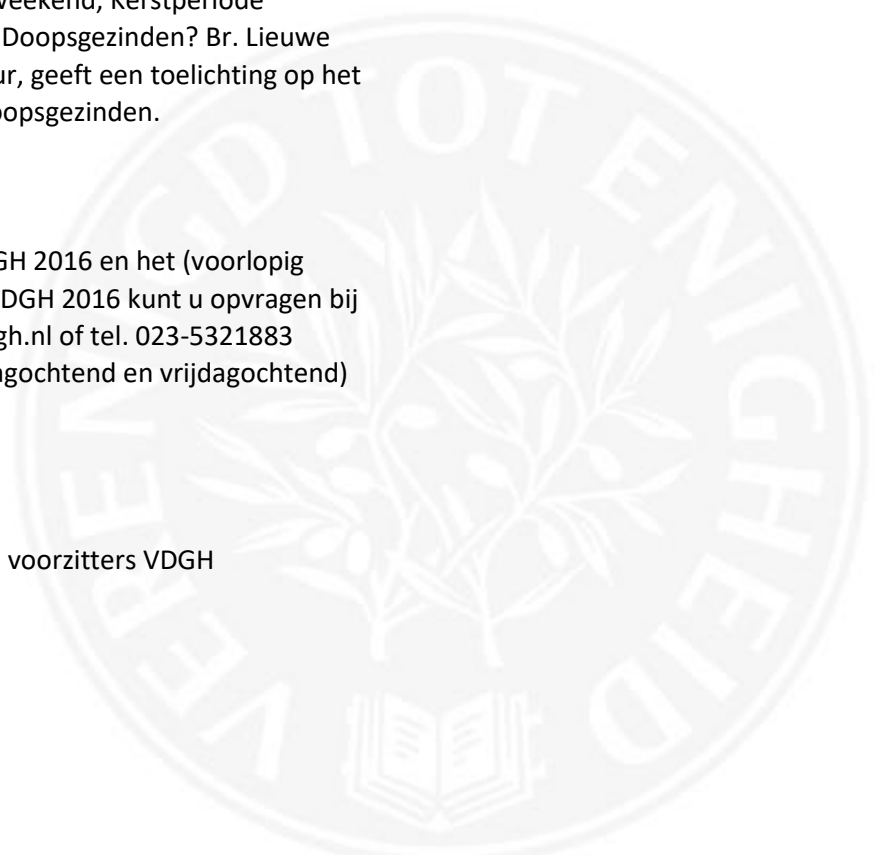 Weekend, Kerstperiode
Doopsgezinden? Br. Lieuwe
ur, geeft een toelichting op het
oopsgezinden.
GH 2016 en het (voorlopig
DGH 2016 kunt u opvragen bij
gh.nl of tel. 023-5321883
agochtend en vrijdagochtend)
voorzitters VDGH
VERENIGD TOT ENIGHEID